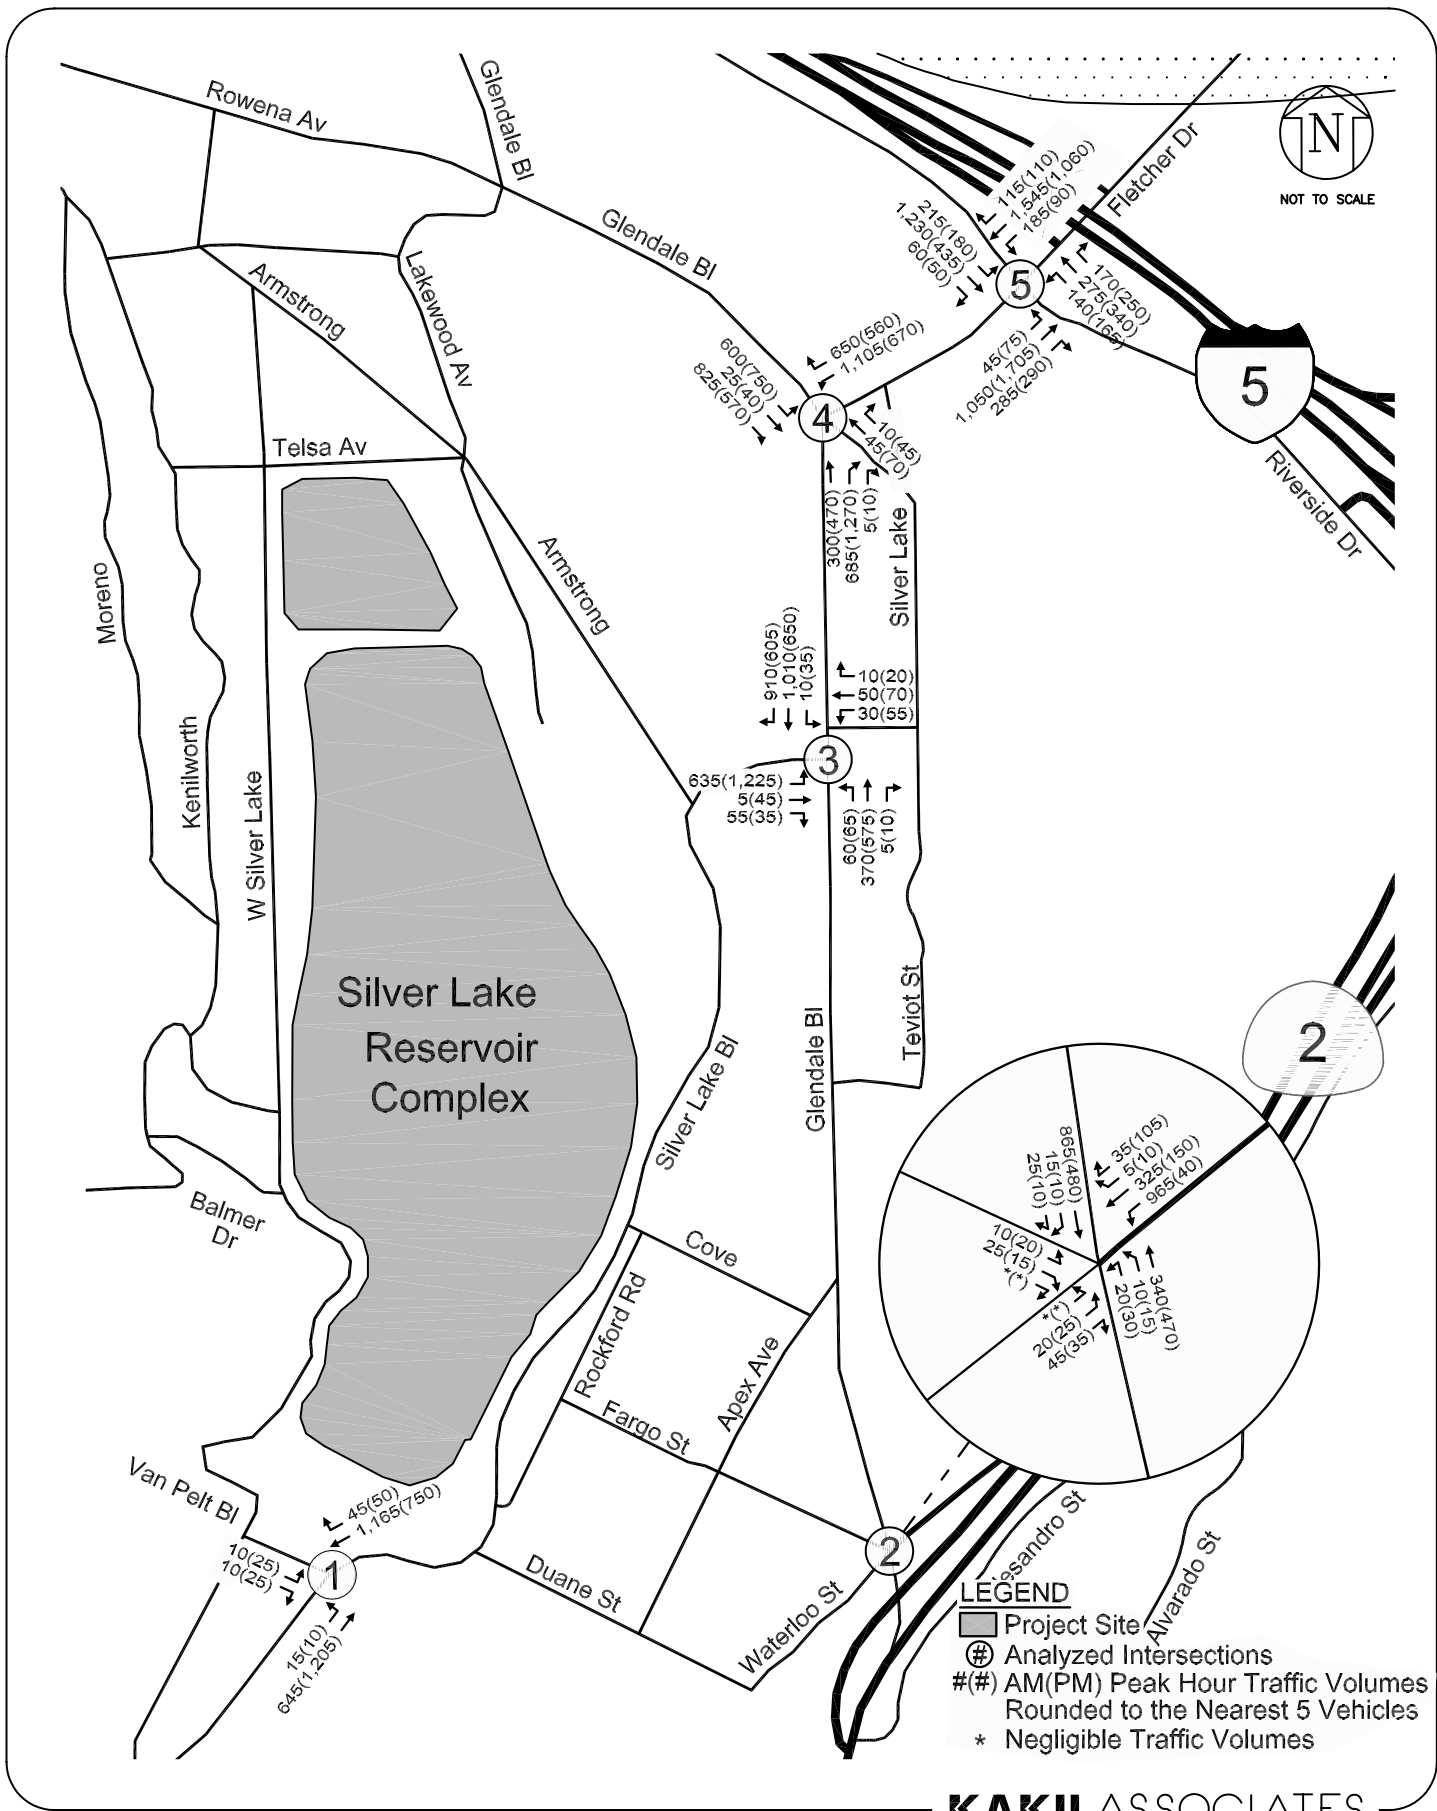 Rowena Av
Glendale Bl
Glendale Bl
Fletcher Dr
N
NOT TO SCALE
115(110)
1,545(1,060)
185(90)
215(180)
1,230(435)
60(50)
5
170(250)
275(340)
140(165)
45(75)
1,050(1,705)
285(290)
5
Riverside Dr
Armstrong
Lakewood Av
Telsa Av
650(560)
1,105(670)
600(750)
25(40)
825(570)
4
10(45)
45(70)
300(470)
685(1,270)
5(10)
Silver Lake
Armstrong
Moreno
Kenilworth
W Silver Lake
910(605)
1,010(650)
10(35)
10(20)
50(70)
30(55)
3
635(1,225)
5(45)
55(35)
60(65)
370(575)
5(10)
Silver Lake
Reservoir
Complex
Silver Lake Bl
Glendale Bl
Teviot St
2
865(480)
15(10)
25(10)
35(105)
5(10)
325(150)
965(40)
10(20)
25(15)
*(*)
*(*)
20(25)
45(35)
340(470)
10(15)
20(30)
Balmer
Dr
Cove
Rockford Rd
Apex Ave
Fargo St
Van Pelt Bl
45(50)
1,165(750)
10(25)
10(25)
1
15(10)
645(1,205)
Duane St
Waterloo St
2
esandro St
Alvarado St
LEGEND
Project Site
# Analyzed Intersections
#(#) AM(PM) Peak Hour Traffic Volumes
Rounded to the Nearest 5 Vehicles
* Negligible Traffic Volumes
KAKU ASSOCIATES